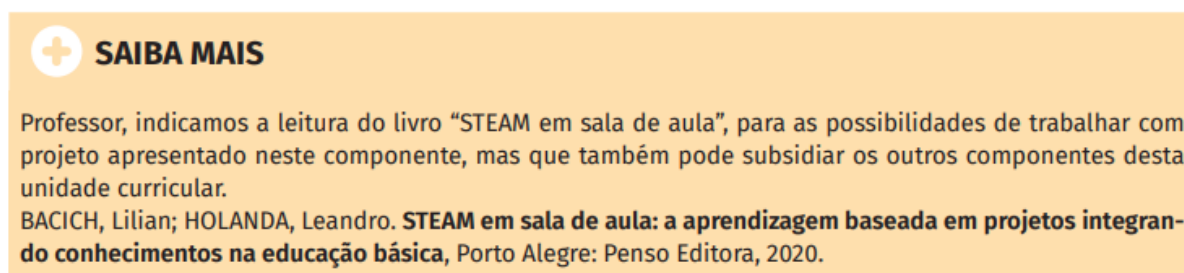 SAIBA MAIS
Professor, indicamos a leitura do livro “STEAM em sala de aula”, para as possibilidades de trabalhar com
projeto apresentado neste componente, mas que também pode subsidiar os outros componentes desta
unidade curricular.
BACICH, Lilian; HOLANDA, Leandro. STEAM em sala de aula: a aprendizagem baseada em projetos integran-
do conhecimentos na educação básica, Porto Alegre: Penso Editora, 2020.